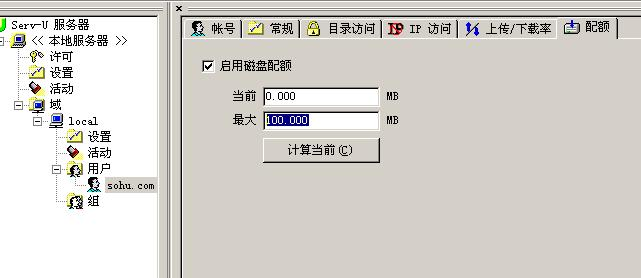 Serv-U 服务器
<< 本地服务器 >>
许可
设置
活动
域
local
设置
活动
用户
sohu.com
组
帐号
常规
目录访问
IP 访问
上传/下载率
配额
启用磁盘配额
当前 0.000 MB
最大 100.000 MB
计算当前(C)